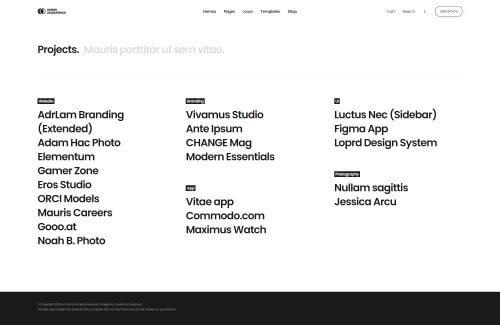 Demos Pages Loops Templates Shop
Cart Search
Projects. Mauris porttitor ut sem vitae.
Website
AdrLam Branding
(Extended)
Adam Hac Photo
Elementum
Gamer Zone
Eros Studio
ORCI Models
Mauris Careers
Gooo.at
Noah B. Photo
Branding
Vivamus Studio
Ante Ipsum
CHANGE Mag
Modern Essentials
App
Vitae app
Commodo.com
Maximus Watch
UI
Luctus Nec (Sidebar)
Figma App
Loprd Design System
Photography
Nullam sagittis
Jessica Arcu